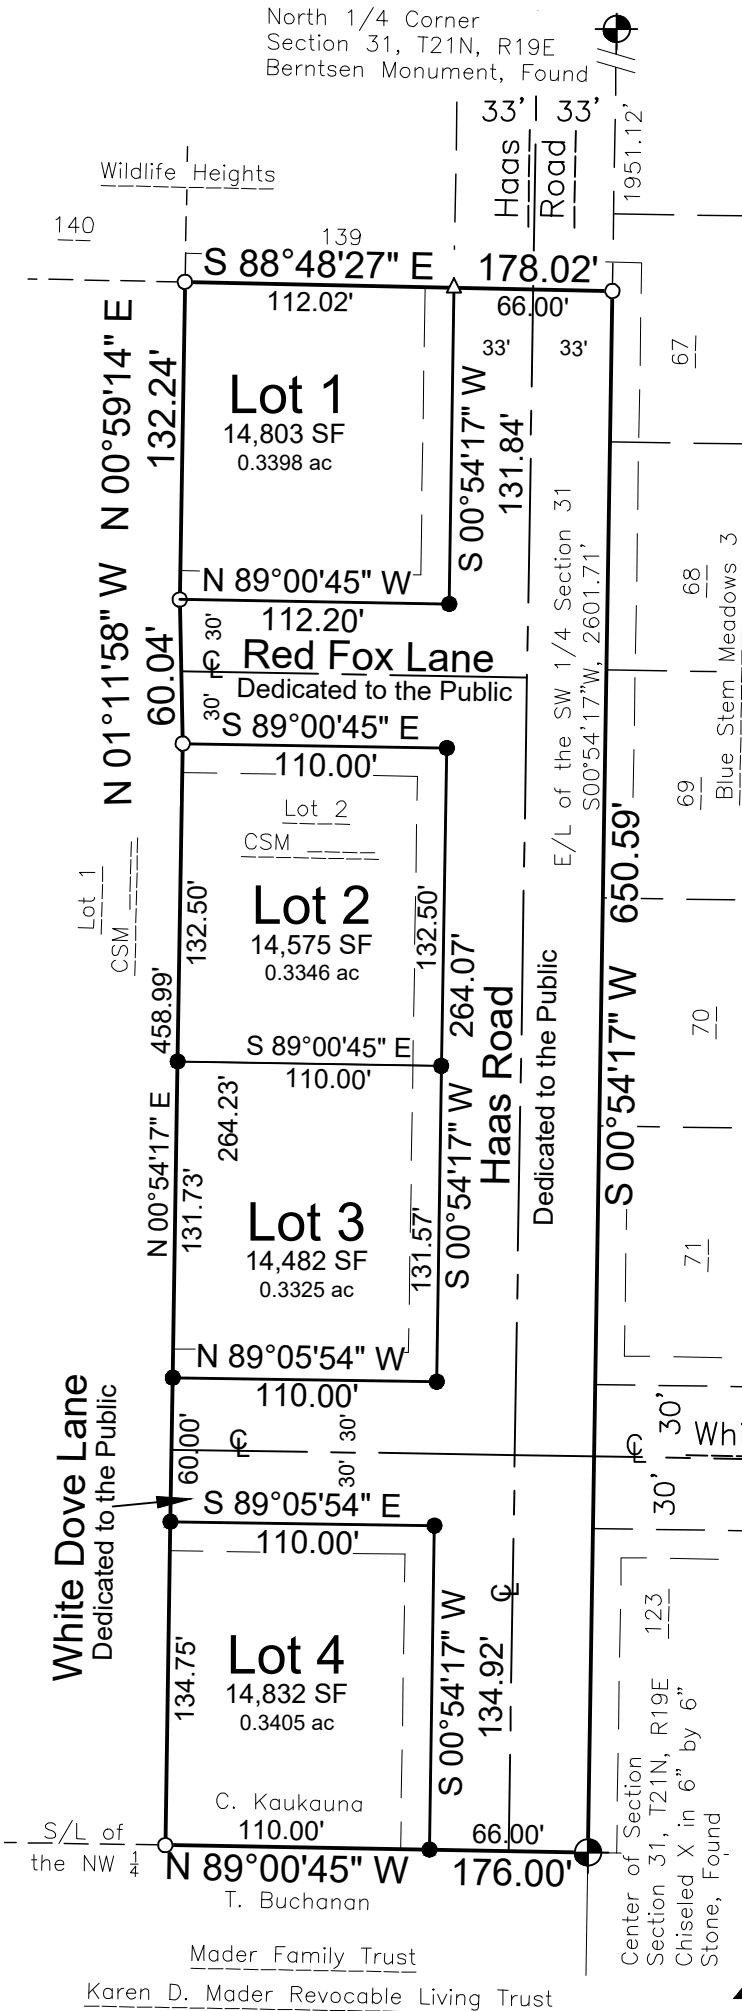 North 1/4 Corner
Section 31, T21N, R19E
Berntsen Monument, Found
33' 33'
Haas
Road
1951.12'
Wildlife Heights
140
139
S 88°48'27" E 178.02'
112.02'
66.00'
33' 33'
N 00°59'14" E
132.24'
Lot 1
14,803 SF
0.3398 ac
S 00°54'17" W
131.84'
67
N 89°00'45" W
112.20'
E/L of the SW 1/4 Section 31
S00°54'17"W, 2601.71'
68
Blue Stem Meadows 3
N 01°11'58" W
60.04'
30'
℄ Red Fox Lane
Dedicated to the Public
30'
S 89°00'45" E
110.00'
Lot 2
CSM ____
69
Lot 1
CSM ____
132.50'
Lot 2
14,575 SF
0.3346 ac
132.50'
264.07'
650.59'
458.99'
S 89°00'45" E
110.00'
Haas Road
Dedicated to the Public
S 00°54'17" W
70
264.23'
N 00°54'17" E
131.73'
Lot 3
14,482 SF
0.3325 ac
131.57'
S 00°54'17" W
71
N 89°05'54" W
110.00'
White Dove Lane
Dedicated to the Public
60.00'
℄
30'
30'
℄
30'
Whi
30'
S 89°05'54" E
110.00'
℄
123
134.75'
Lot 4
14,832 SF
0.3405 ac
S 00°54'17" W
134.92'
Center of Section
Section 31, T21N, R19E
Chiseled X in 6" by 6"
Stone, Found
C. Kaukauna
S/L of
the NW 1/4
110.00'
66.00'
N 89°00'45" W 176.00'
T. Buchanan
Mader Family Trust
Karen D. Mader Revocable Living Trust